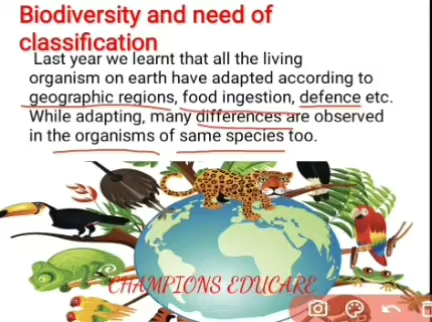 Biodiversity and need of
classification
Last year we learnt that all the living
organism on earth have adapted according to
geographic regions, food ingestion, defence etc.
While adapting, many differences are observed
in the organisms of same species too.
CHAMPIONS EDUCARE